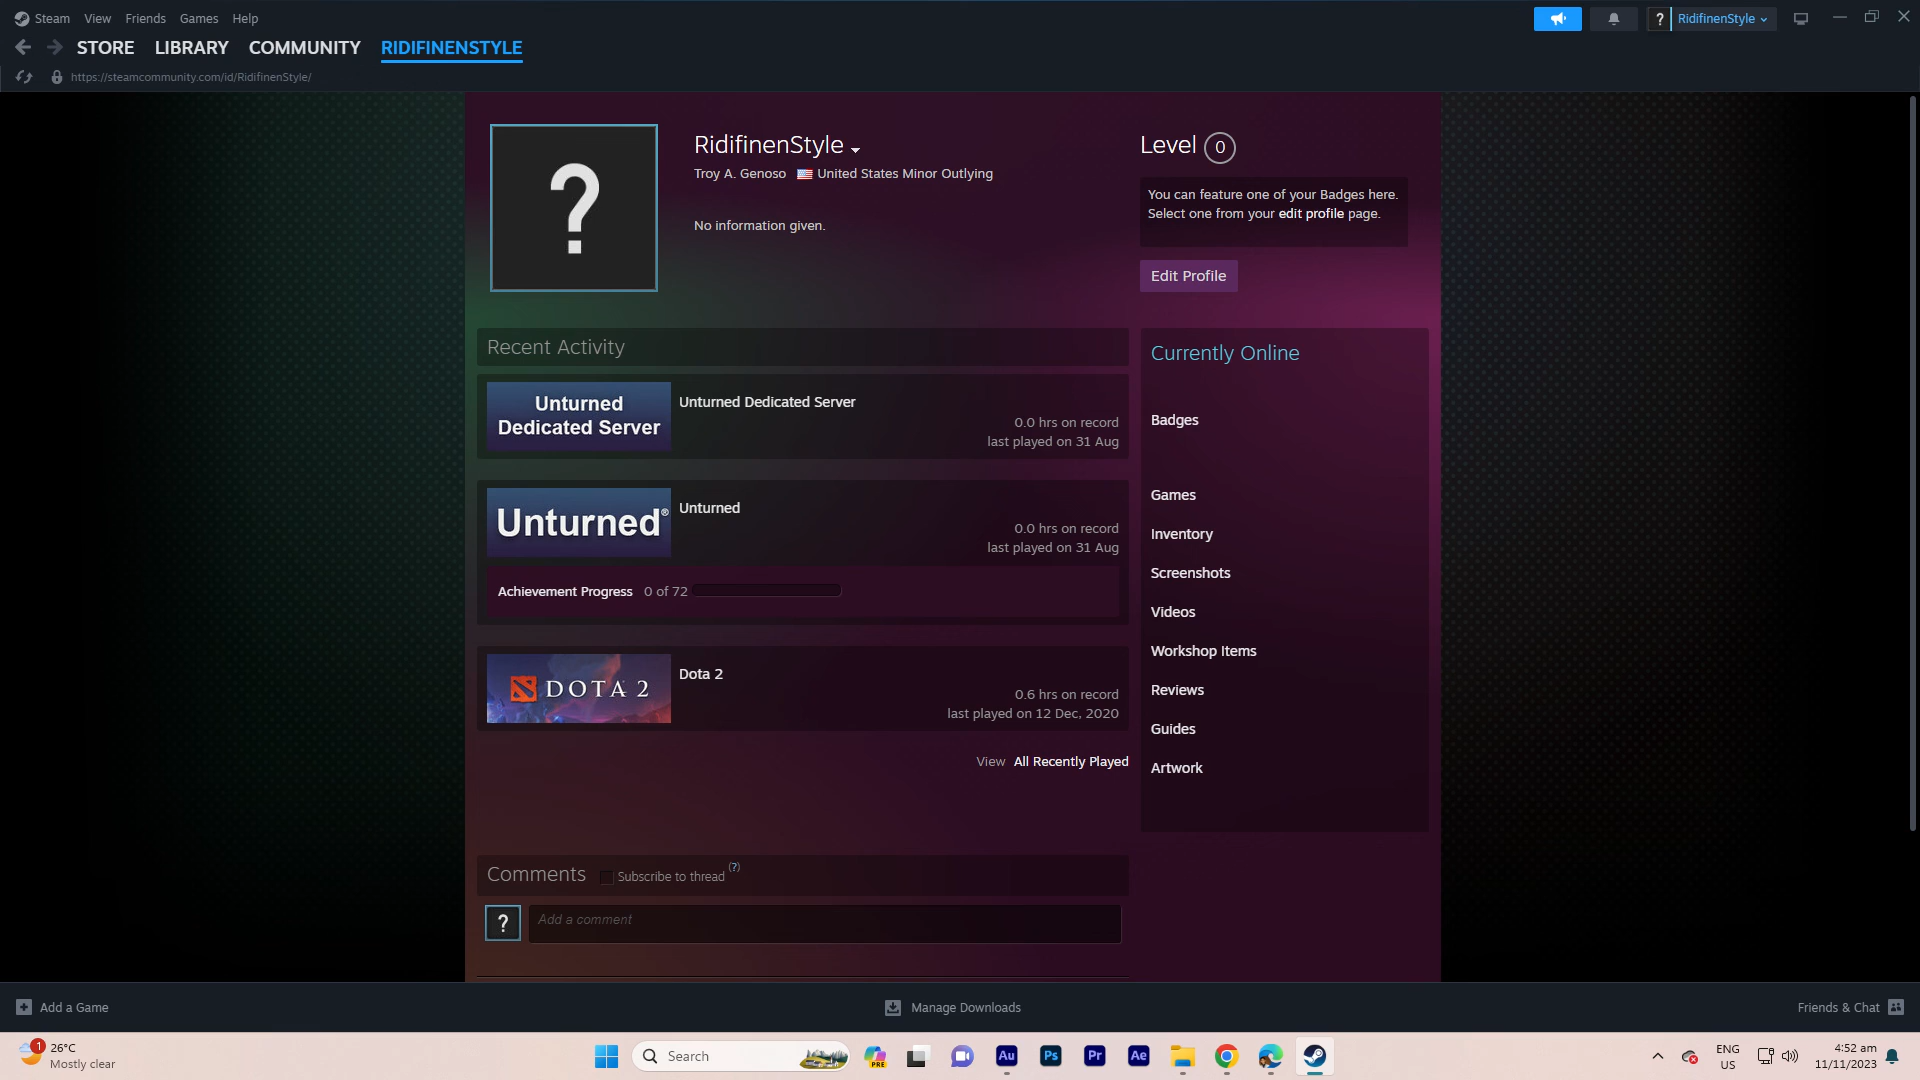 Steam View Friends Games Help
? RidifinenStyle
STORE LIBRARY COMMUNITY RIDIFINENSTYLE
https://steamcommunity.com/id/RidifinenStyle/
?
RidifinenStyle
Troy A. Genoso United States Minor Outlying
No information given.
Level 0
You can feature one of your Badges here.
Select one from your edit profile page.
Edit Profile
Recent Activity
Unturned
Dedicated Server
Unturned Dedicated Server
0.0 hrs on record
last played on 31 Aug
Unturned®
Unturned
0.0 hrs on record
last played on 31 Aug
Achievement Progress 0 of 72
DOTA 2
Dota 2
0.6 hrs on record
last played on 12 Dec, 2020
View All Recently Played
Currently Online
Badges
Games
Inventory
Screenshots
Videos
Workshop Items
Reviews
Guides
Artwork
Comments Subscribe to thread (?)
? Add a comment
Add a Game
Manage Downloads
Friends & Chat
1
26°C
Mostly clear
Search
PRE
Au
Ps
Pr
Ae
ENG
US
4:52 am
11/11/2023